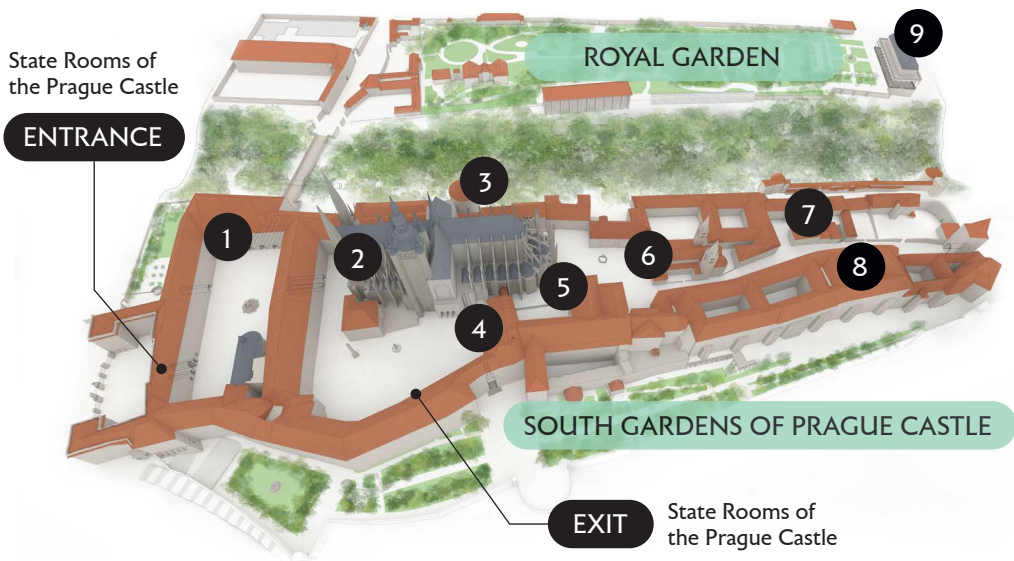 State Rooms of
the Prague Castle
ENTRANCE
ROYAL GARDEN
9
3
1
2
7
6
8
5
4
SOUTH GARDENS OF PRAGUE CASTLE
EXIT
State Rooms of
the Prague Castle